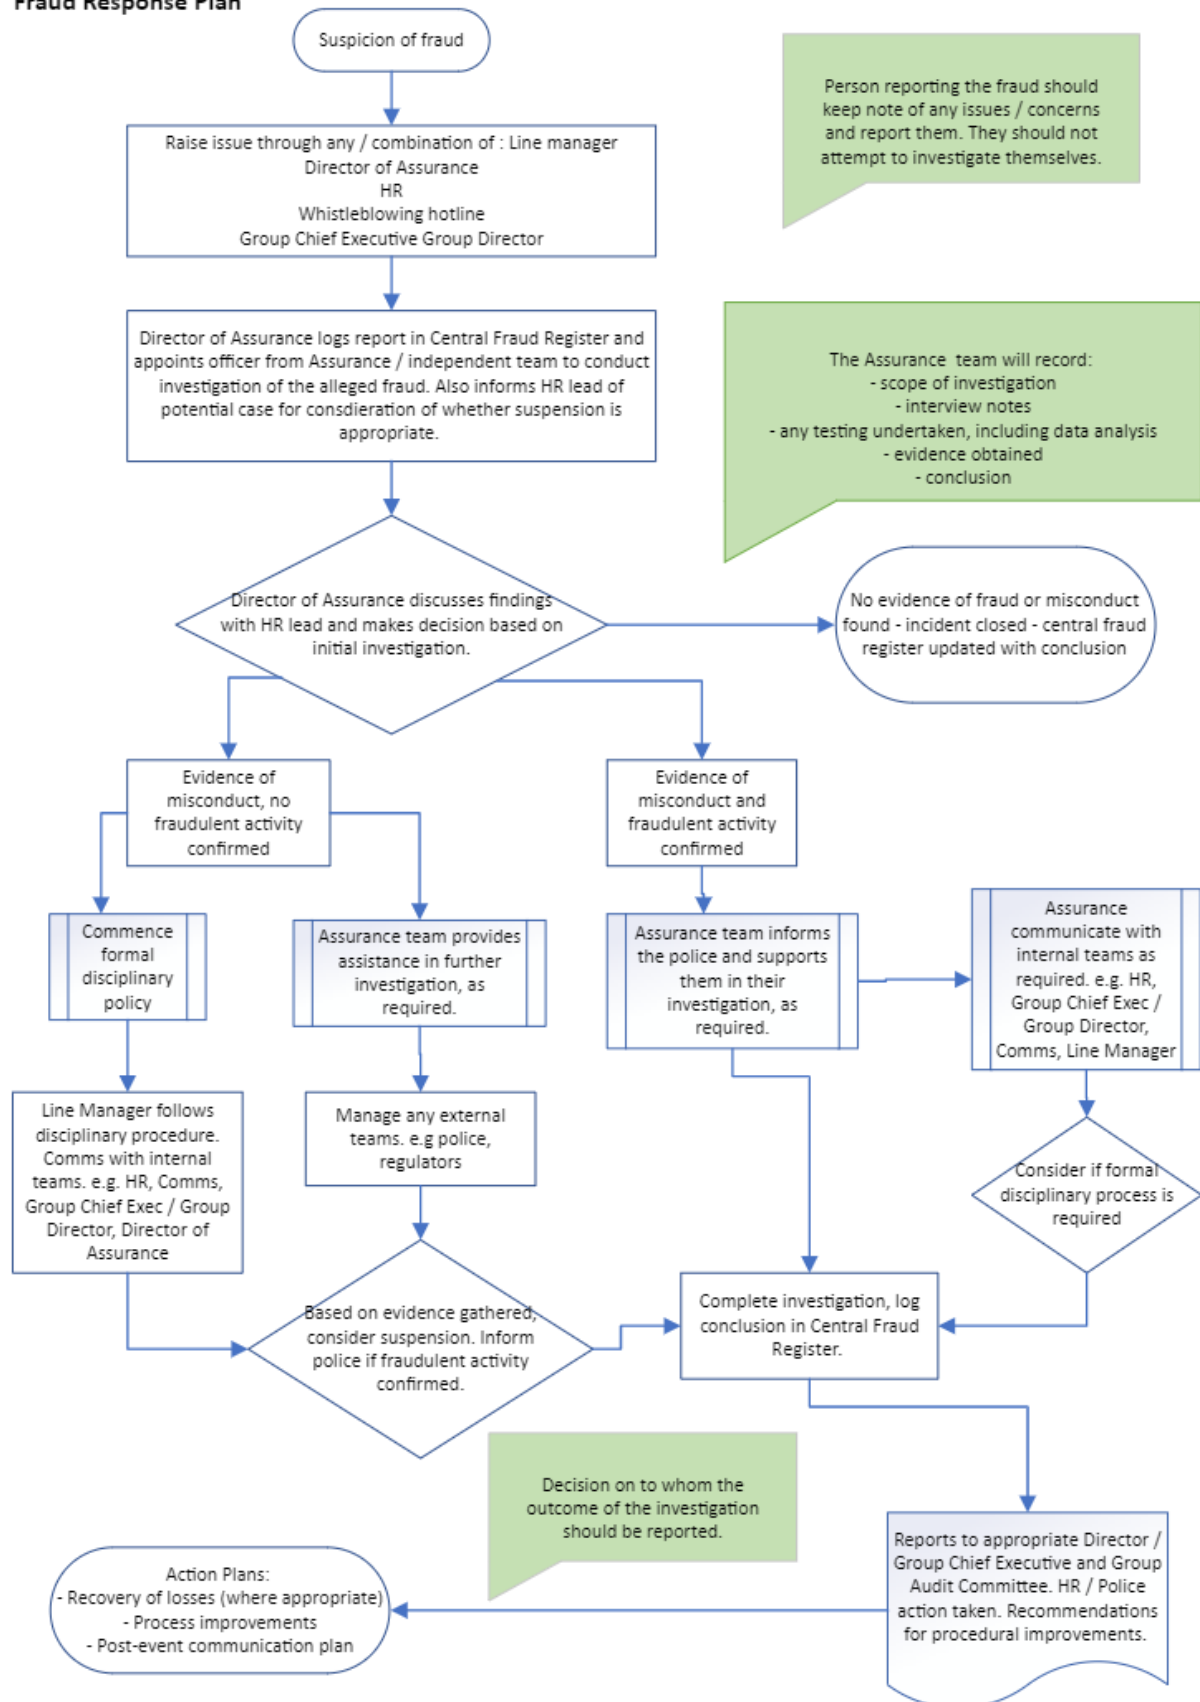 Fraud Response Plan
Suspicion of fraud
Person reporting the fraud should
keep note of any issues / concerns
and report them. They should not
attempt to investigate themselves.
Raise issue through any / combination of : Line manager
Director of Assurance
HR
Whistleblowing hotline
Group Chief Executive Group Director
Director of Assurance logs report in Central Fraud Register and
appoints officer from Assurance / independent team to conduct
investigation of the alleged fraud. Also informs HR lead of
potential case for consdieration of whether suspension is
appropriate.
The Assurance  team will record:
- scope of investigation
- interview notes
- any testing undertaken, including data analysis
- evidence obtained
- conclusion
Director of Assurance discusses findings
with HR lead and makes decision based on
initial investigation.
No evidence of fraud or misconduct
found - incident closed - central fraud
register updated with conclusion
Evidence of
misconduct, no
fraudulent activity
confirmed
Evidence of
misconduct and
fraudulent activity
confirmed
Commence
formal
disciplinary
policy
Assurance team provides
assistance in further
investigation, as
required.
Assurance team informs
the police and supports
them in their
investigation, as
required.
Assurance
communicate with
internal teams as
required. e.g. HR,
Group Chief Exec /
Group Director,
Comms, Line Manager
Line Manager follows
disciplinary procedure.
Comms with internal
teams. e.g. HR, Comms,
Group Chief Exec / Group
Director, Director of
Assurance
Manage any external
teams. e.g police,
regulators
Consider if formal
disciplinary process is
required
Based on evidence gathered,
consider suspension. Inform
police if fraudulent activity
confirmed.
Complete investigation, log
conclusion in Central Fraud
Register.
Decision on to whom the
outcome of the investigation
should be reported.
Reports to appropriate Director /
Group Chief Executive and Group
Audit Committee. HR / Police
action taken. Recommendations
for procedural improvements.
Action Plans:
- Recovery of losses (where appropriate)
- Process improvements
- Post-event communication plan